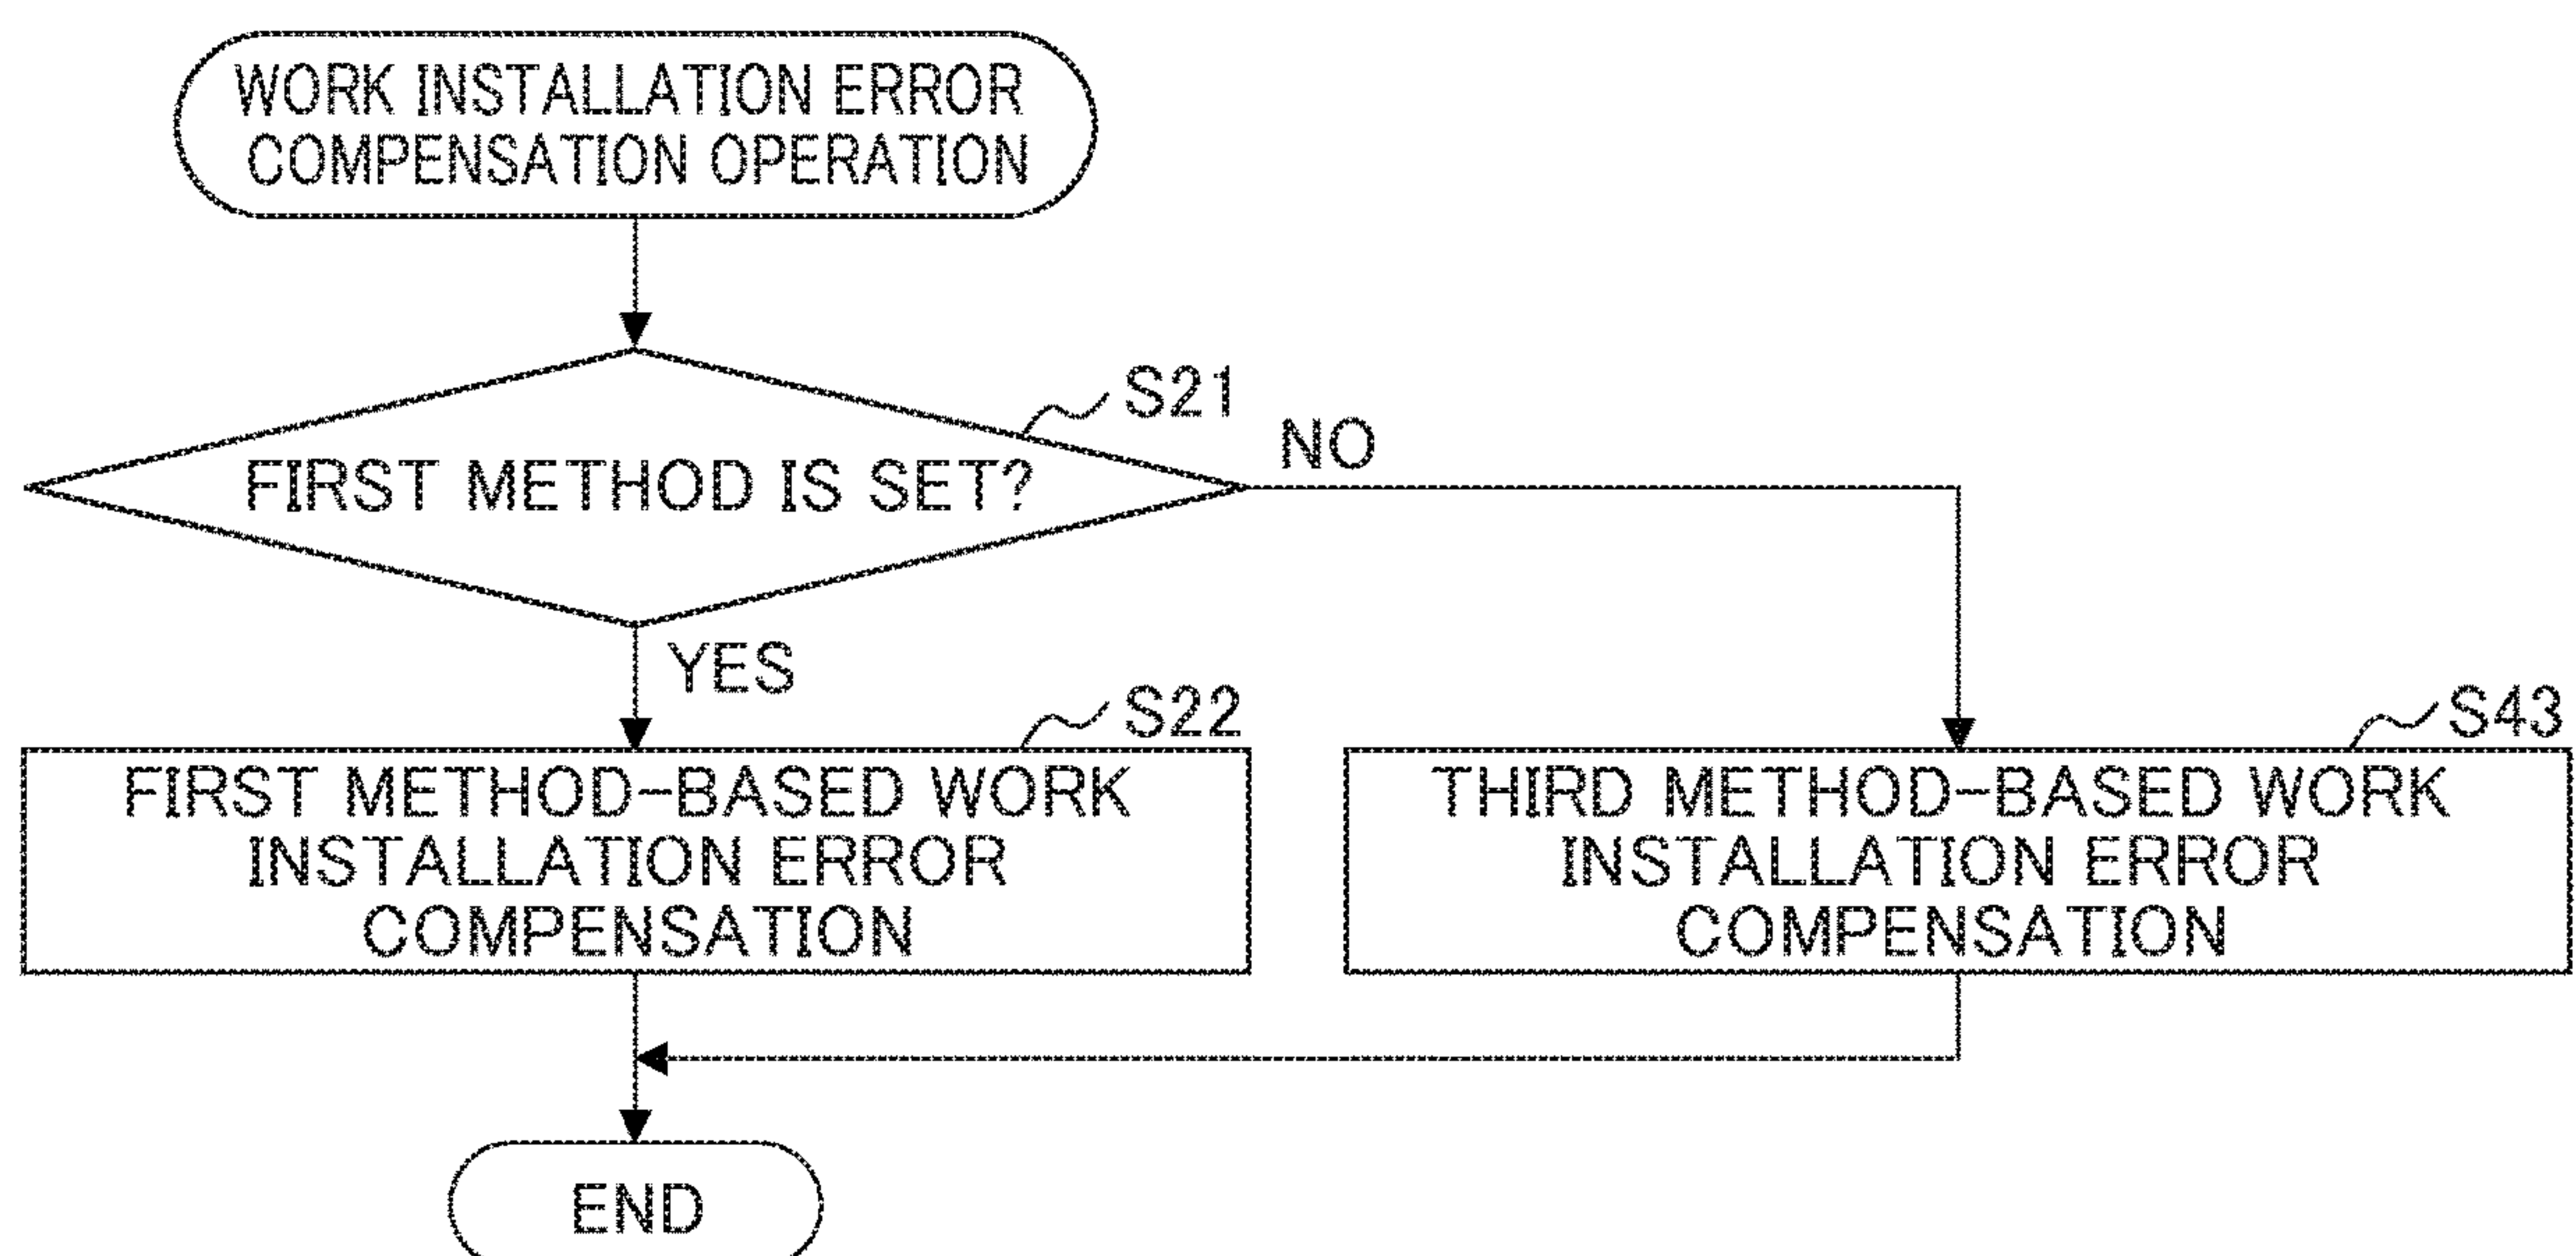 WORK INSTALLATION ERROR
COMPENSATION OPERATION
S21
FIRST METHOD IS SET?
NO
YES
S22
FIRST METHOD-BASED WORK
INSTALLATION ERROR
COMPENSATION
S43
THIRD METHOD-BASED WORK
INSTALLATION ERROR
COMPENSATION
END